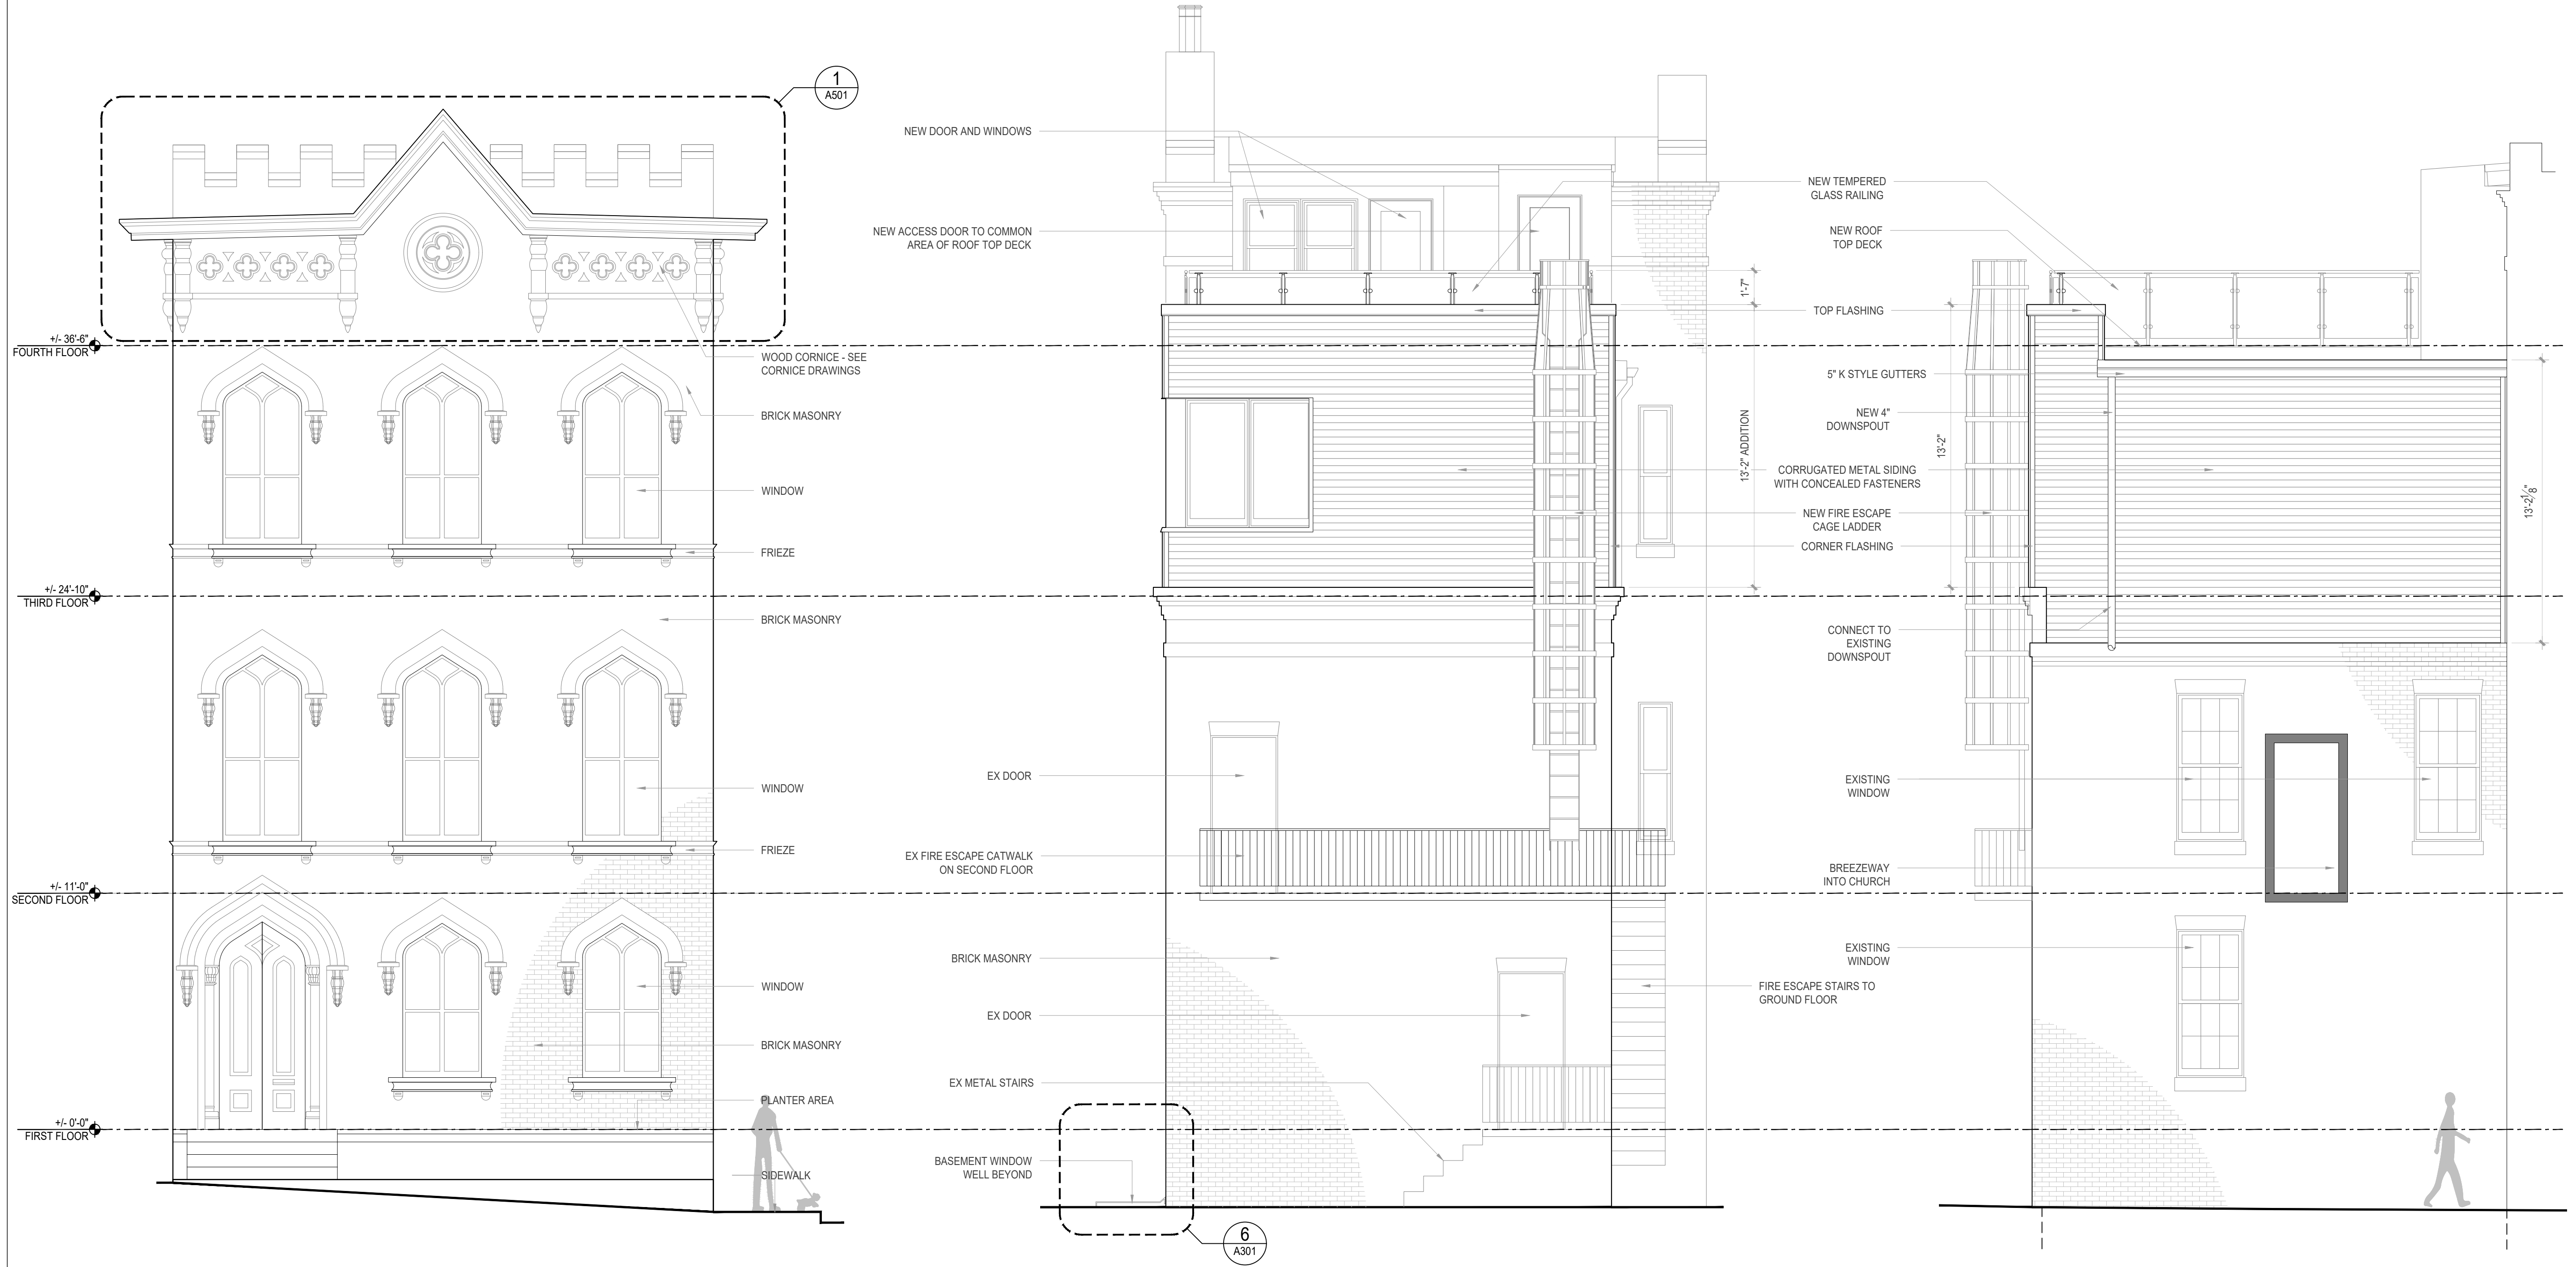 1
A501
+/- 36'-6"
FOURTH FLOOR
+/- 24'-10"
THIRD FLOOR
+/- 11'-0"
SECOND FLOOR
+/- 0'-0"
FIRST FLOOR
WOOD CORNICE - SEE
CORNICE DRAWINGS
BRICK MASONRY
WINDOW
FRIEZE
BRICK MASONRY
WINDOW
FRIEZE
WINDOW
BRICK MASONRY
PLANTER AREA
SIDEWALK
NEW DOOR AND WINDOWS
NEW ACCESS DOOR TO COMMON
AREA OF ROOF TOP DECK
EX DOOR
EX FIRE ESCAPE CATWALK
ON SECOND FLOOR
BRICK MASONRY
EX DOOR
EX METAL STAIRS
BASEMENT WINDOW
WELL BEYOND
6
A301
1'-7"
13'-2" ADDITION
NEW TEMPERED
GLASS RAILING
NEW ROOF
TOP DECK
TOP FLASHING
5" K STYLE GUTTERS
NEW 4"
DOWNSPOUT
CORRUGATED METAL SIDING
WITH CONCEALED FASTENERS
NEW FIRE ESCAPE
CAGE LADDER
CORNER FLASHING
CONNECT TO
EXISTING
DOWNSPOUT
EXISTING
WINDOW
BREEZEWAY
INTO CHURCH
EXISTING
WINDOW
FIRE ESCAPE STAIRS TO
GROUND FLOOR
13'-2"
13'-2 1/8"